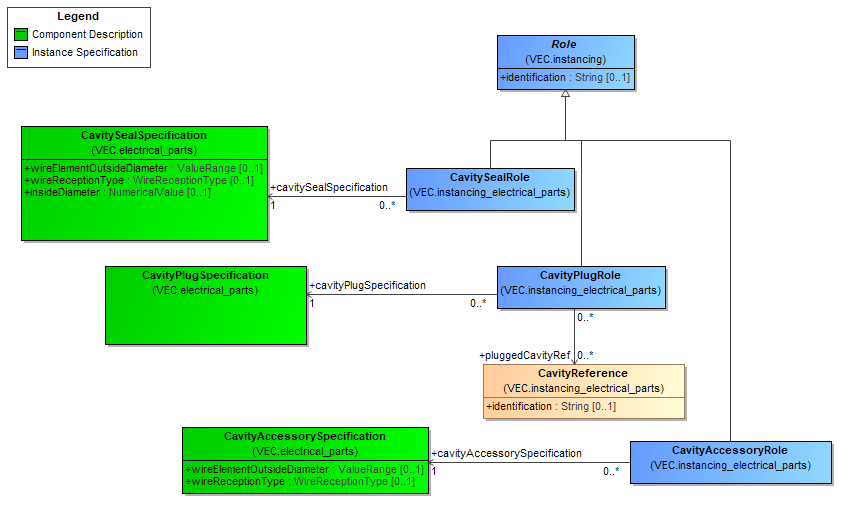 Legend
Component Description
Instance Specification
Role
(VEC.instancing)
+identification : String [0..1]
CavitySealSpecification
(VEC.electrical_parts)
+wireElementOutsideDiameter : ValueRange [0..1]
+wireReceptionType : WireReceptionType [0..1]
+insideDiameter : NumericalValue [0..1]
+cavitySealSpecification
1
0..*
CavitySealRole
(VEC.instancing_electrical_parts)
CavityPlugSpecification
(VEC.electrical_parts)
+cavityPlugSpecification
1
0..*
CavityPlugRole
(VEC.instancing_electrical_parts)
0..*
+pluggedCavityRef
0..*
CavityReference
(VEC.instancing_electrical_parts)
+identification : String [0..1]
CavityAccessorySpecification
(VEC.electrical_parts)
+wireElementOutsideDiameter : ValueRange [0..1]
+wireReceptionType : WireReceptionType [0..1]
+cavityAccessorySpecification
1
0..*
CavityAccessoryRole
(VEC.instancing_electrical_parts)